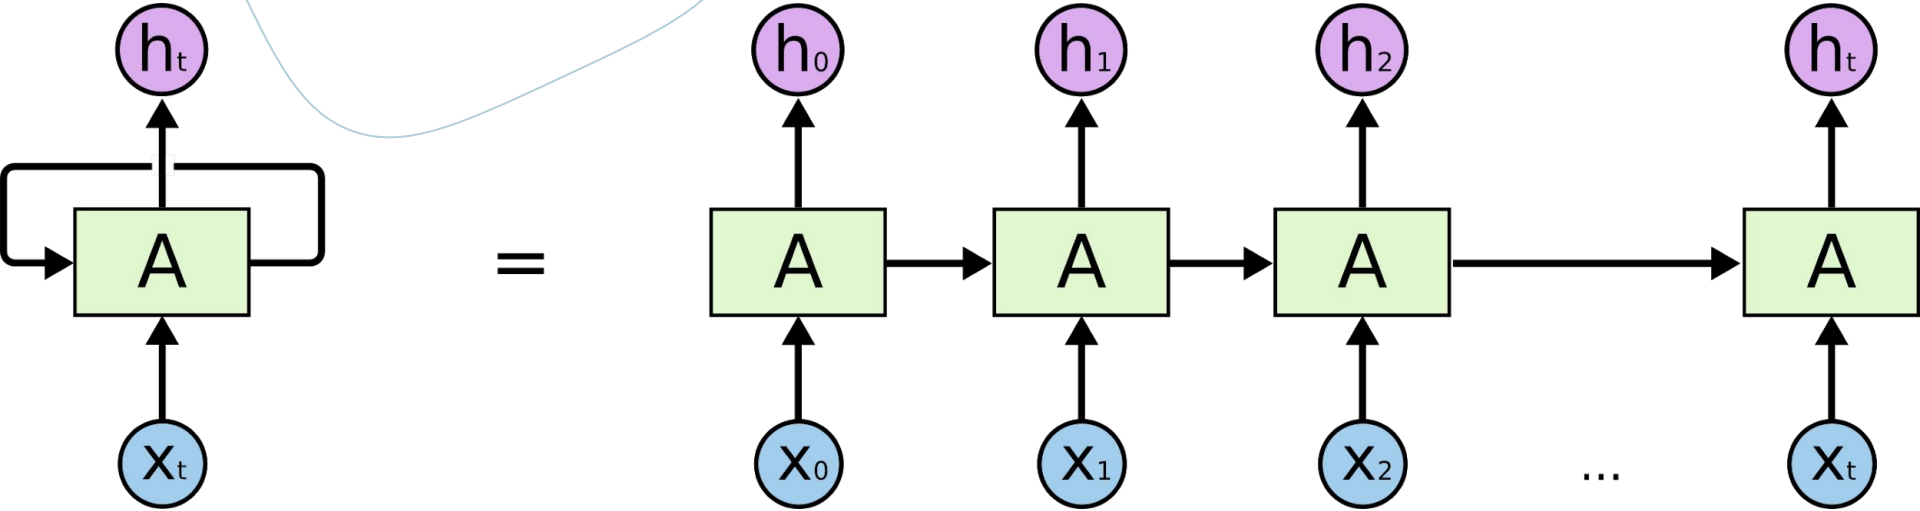 hₜ h₀ h₁ h₂ hₜ
A = A A A A
xₜ x₀ x₁ x₂ ... xₜ